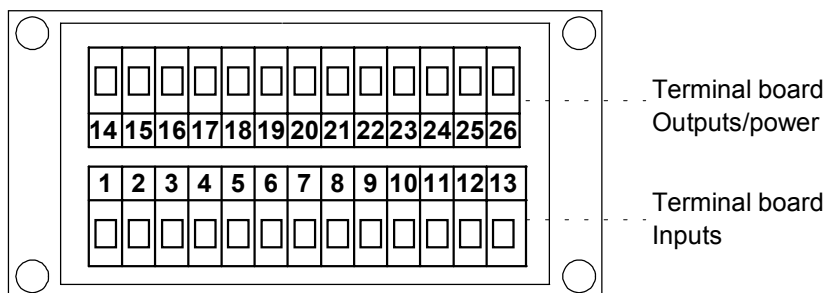 14 15 16 17 18 19 20 21 22 23 24 25 26
Terminal board
Outputs/power
1 2 3 4 5 6 7 8 9 10 11 12 13
Terminal board
Inputs